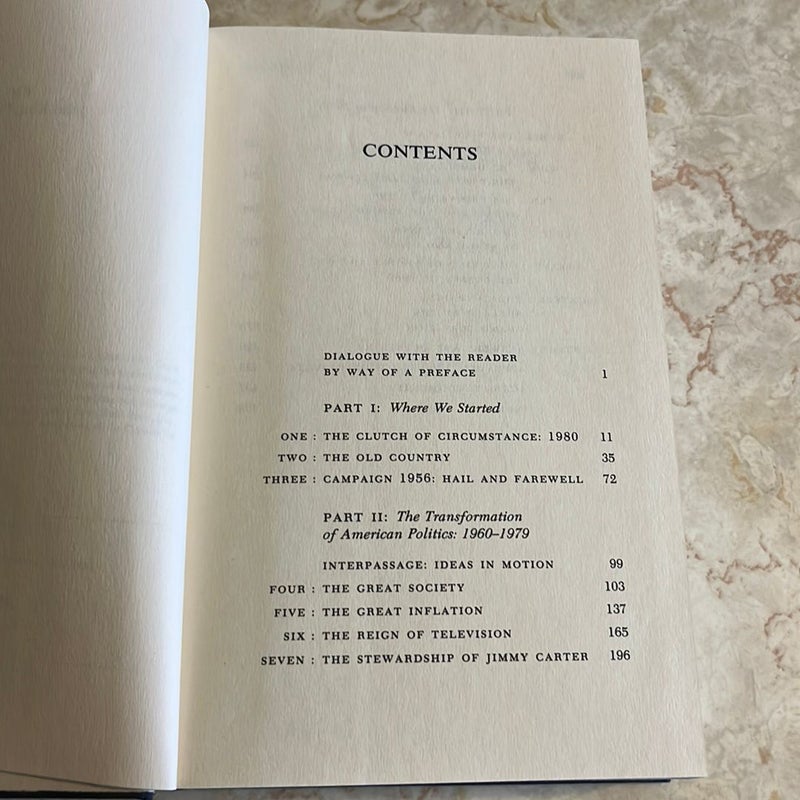 CONTENTS
DIALOGUE WITH THE READER
BY WAY OF A PREFACE 1
PART I: Where We Started
ONE : THE CLUTCH OF CIRCUMSTANCE: 1980 11
TWO : THE OLD COUNTRY 35
THREE : CAMPAIGN 1956: HAIL AND FAREWELL 72
PART II: The Transformation
of American Politics: 1960–1979
INTERPASSAGE: IDEAS IN MOTION 99
FOUR : THE GREAT SOCIETY 103
FIVE : THE GREAT INFLATION 137
SIX : THE REIGN OF TELEVISION 165
SEVEN : THE STEWARDSHIP OF JIMMY CARTER 196